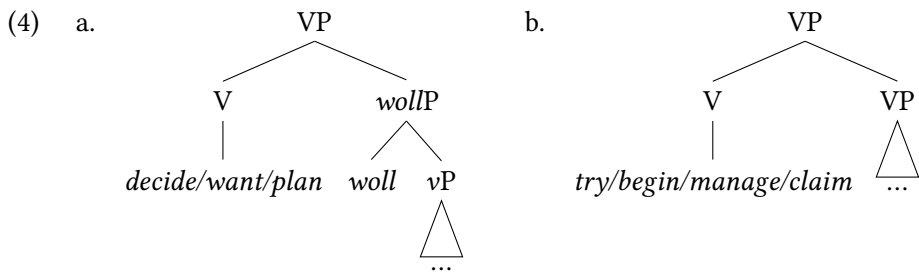 (4) a. VP b. VP
V wollP V VP
decide/want/plan woll vP try/begin/manage/claim ...
...